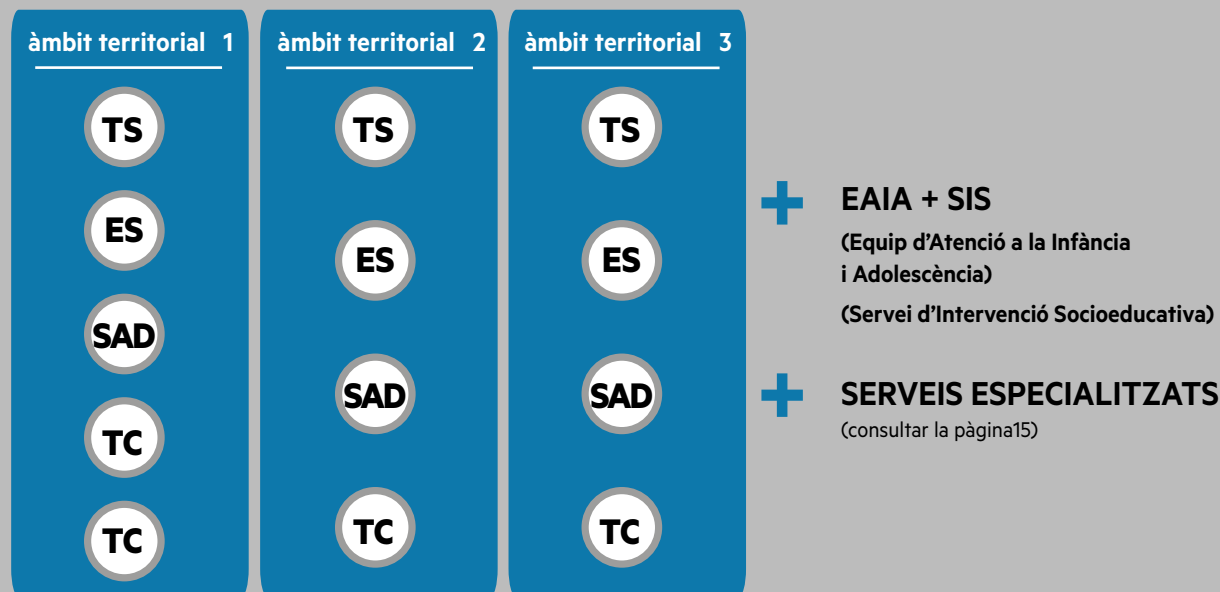 àmbit territorial 1
TS
ES
SAD
TC
TC
àmbit territorial 2
TS
ES
SAD
TC
àmbit territorial 3
TS
ES
SAD
TC
+ EAIA + SIS
(Equip d’Atenció a la Infància
i Adolescència)
(Servei d’Intervenció Socioeducativa)
+ SERVEIS ESPECIALITZATS
(consultar la pàgina15)